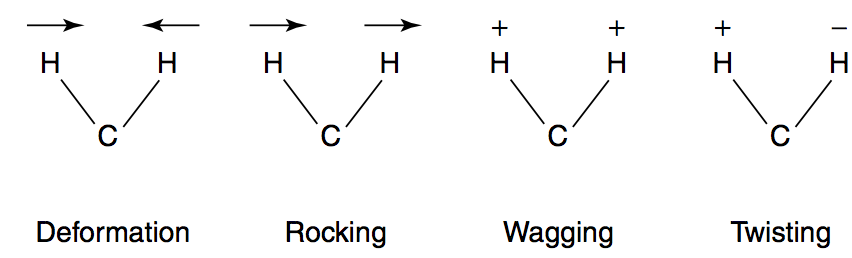 + + + −
H H H H H H H H
C C C C
Deformation Rocking Wagging Twisting